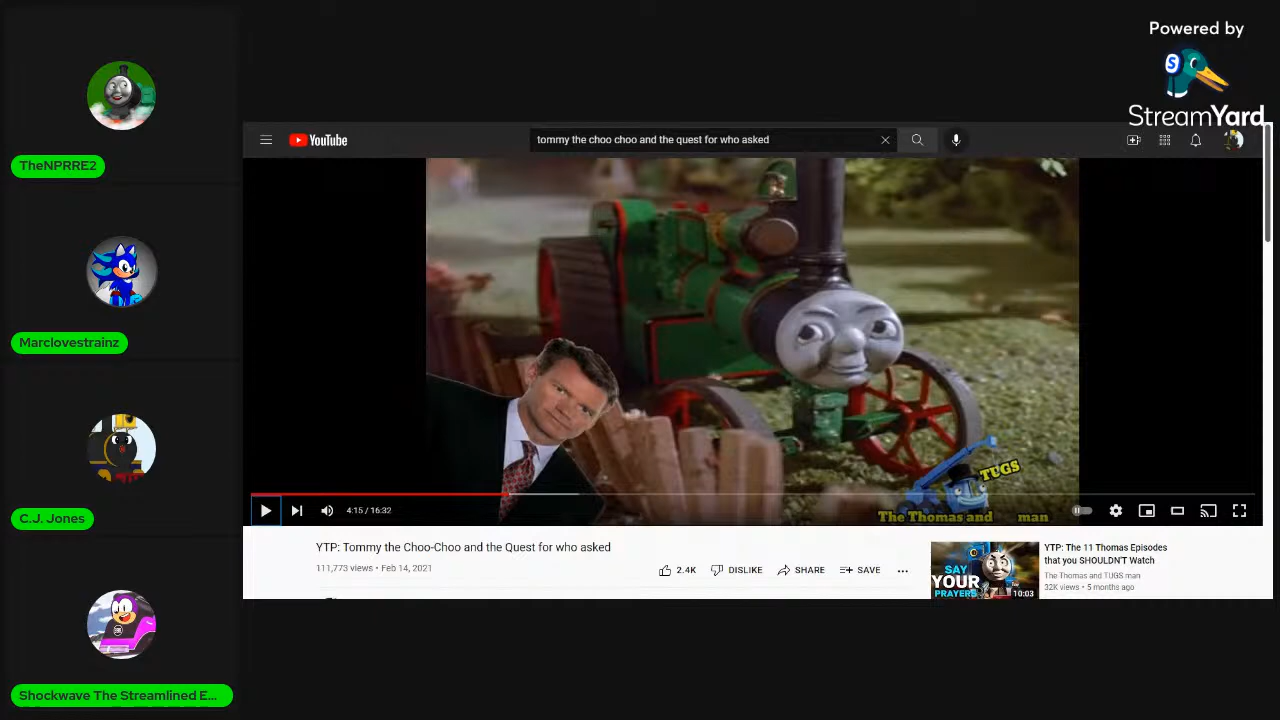 Powered by
StreamYard
TheNPRRE2
Marclovestrainz
C.J. Jones
Shockwave The Streamlined E...
YouTube
tommy the choo choo and the quest for who asked
TUGS
The Thomas and man
4:15 / 16:32
YTP: Tommy the Choo-Choo and the Quest for who asked
111,773 views • Feb 14, 2021
2.4K
DISLIKE
SHARE
SAVE
SAY
YOUR
PRAYERS
10:03
YTP: The 11 Thomas Episodes
that you SHOULDN'T Watch
The Thomas and TUGS man
32K views • 5 months ago